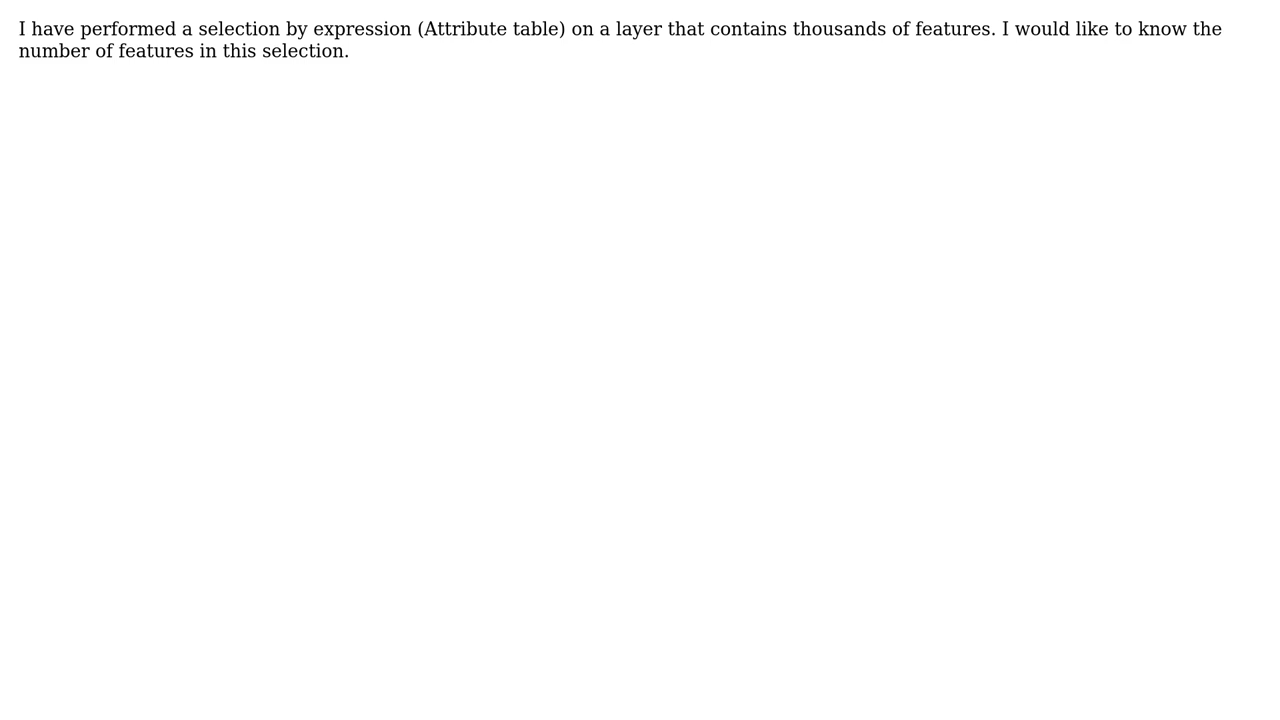 I have performed a selection by expression (Attribute table) on a layer that contains thousands of features. I would like to know the
number of features in this selection.